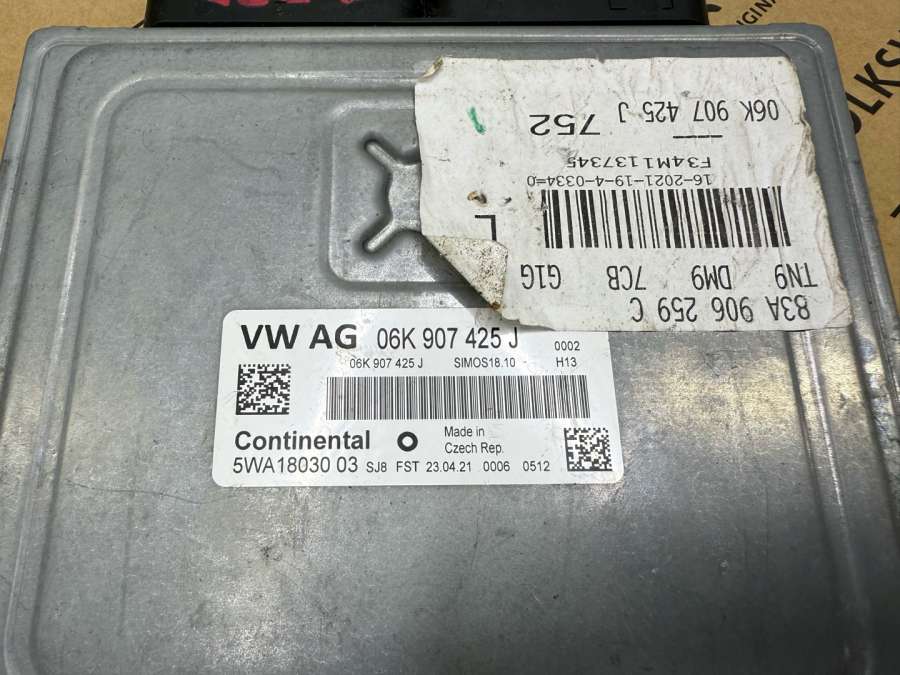 VW AG 06K 907 425 J 0002
06K 907 425 J SIMOS18.10 H13
Continental Made in
Czech Rep.
5WA18030 03 SJ8 FST 23.04.21 0006 0512
83A 906 259 C
TN9 DM9 7CB G1G
L
16-2021-19-4-0334=0
F34M1137345
06K 907 425 J 752